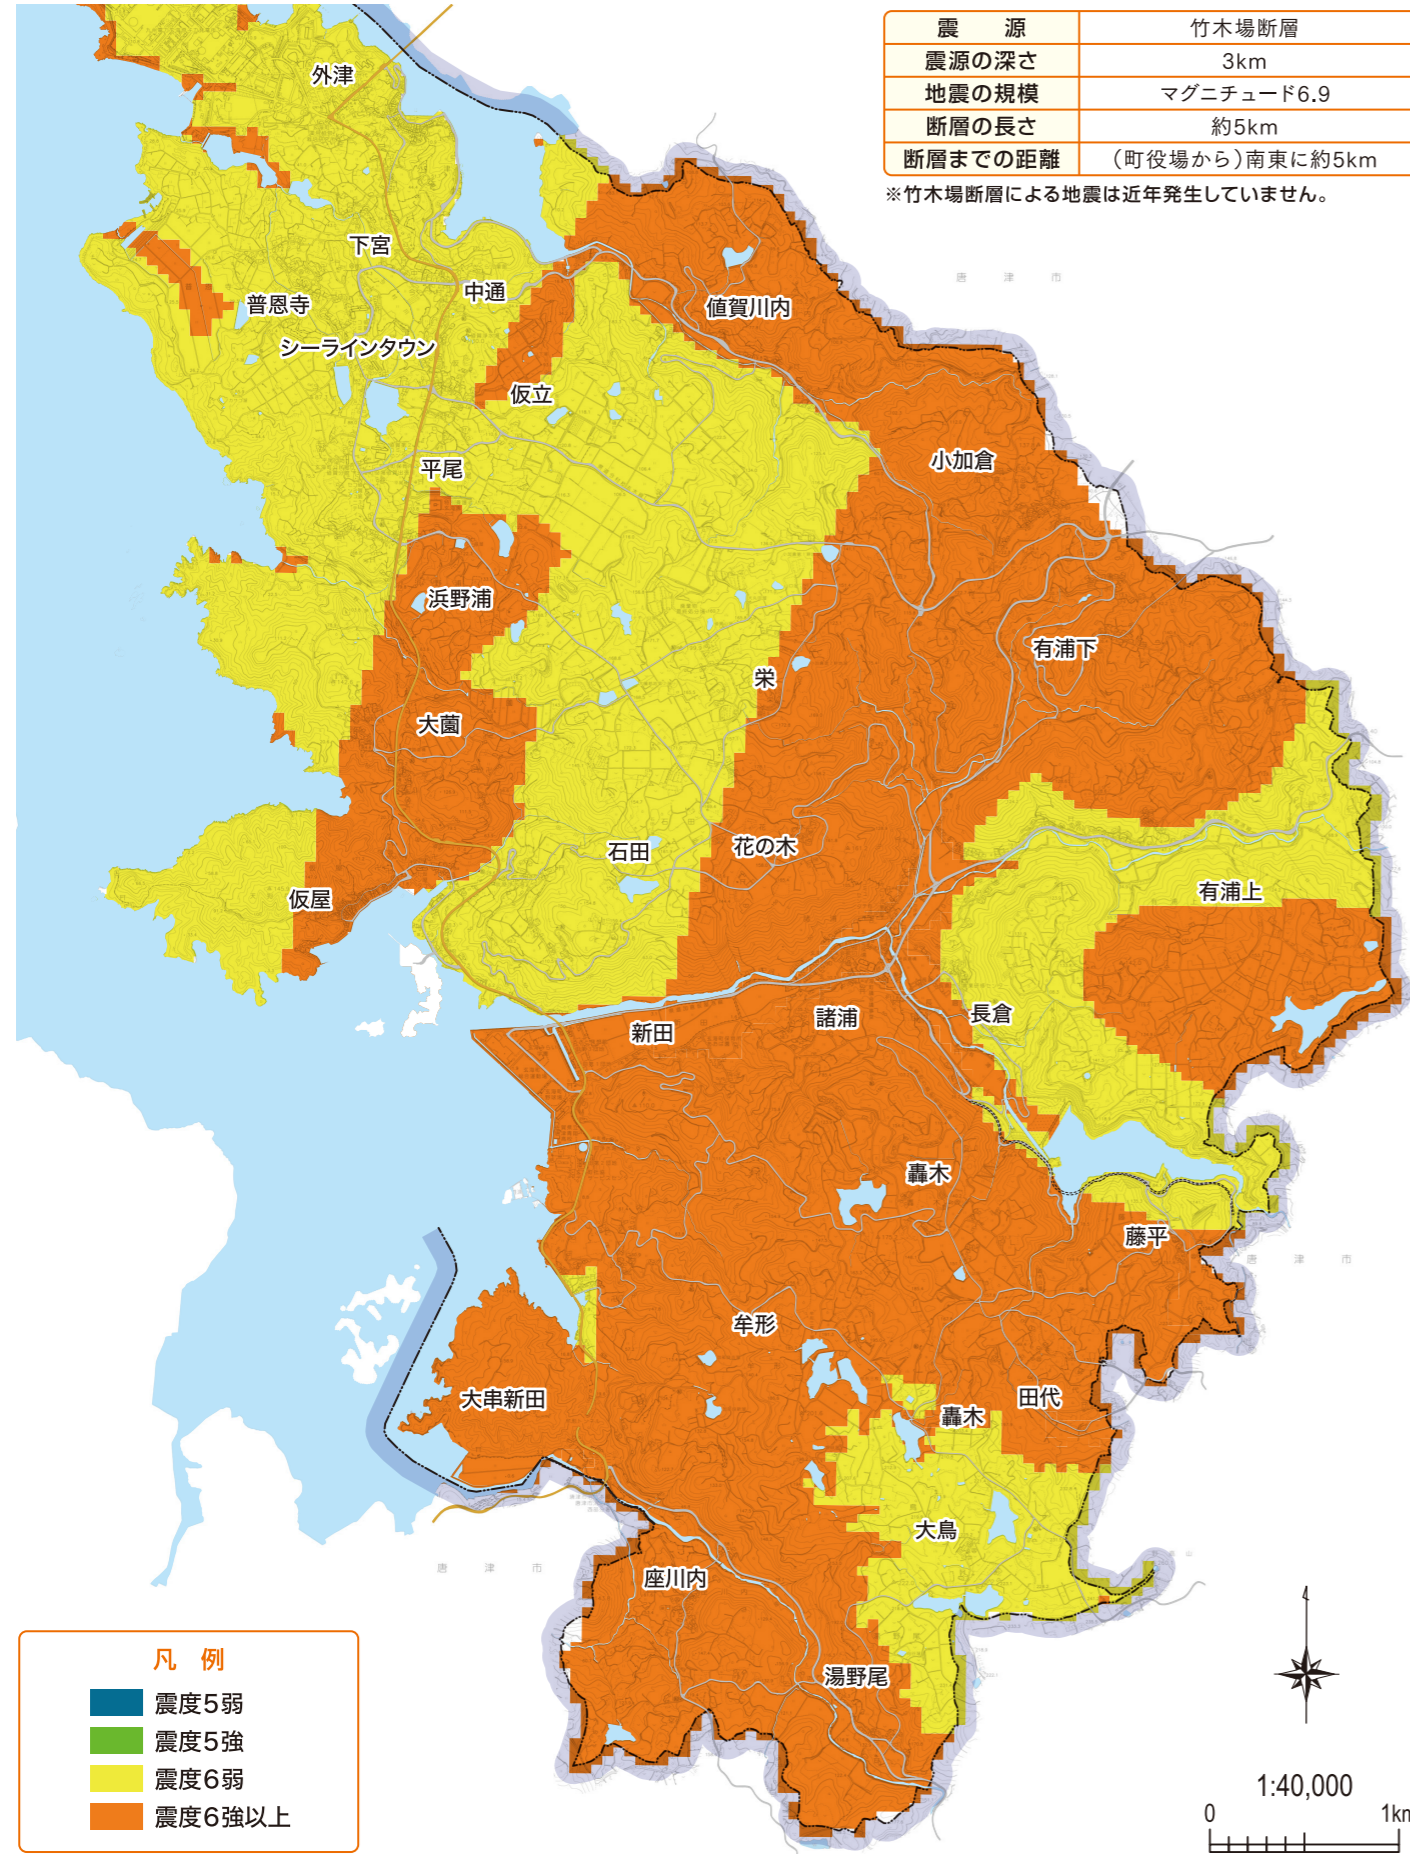 震源 竹木場断層
震源の深さ 3km
地震の規模 マグニチュード6.9
断層の長さ 約5km
断層までの距離 (町役場から)南東に約5km
※竹木場断層による地震は近年発生していません。
外津
下宮
中通
普恩寺
シーラインタウン
値賀川内
唐津市
仮立
平尾
小加倉
浜野浦
有浦下
栄
大薗
石田
花の木
有浦上
仮屋
新田
諸浦
長倉
轟木
藤平
唐津市
牟形
大串新田
田代
轟木
大鳥
唐津市
座川内
湯野尾
凡例
震度5弱
震度5強
震度6弱
震度6強以上
1:40,000
0 1km